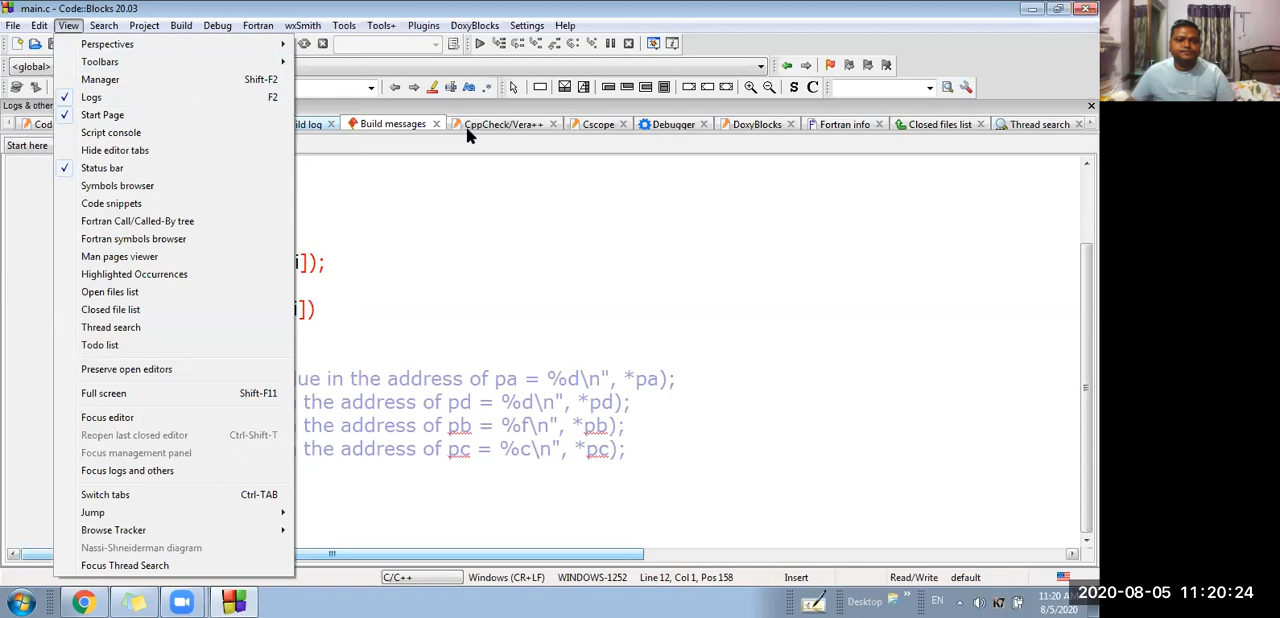 main.c - Code::Blocks 20.03
File Edit View Search Project Build Debug Fortran wxSmith Tools Tools+ Plugins DoxyBlocks Settings Help
Perspectives
<global>
Toolbars
Manager Shift-F2
Logs F2
Logs & othe
Start Page
Cod
ld log Build messages CppCheck/Vera++ Cscope Debugger DoxyBlocks Fortran info Closed files list Thread search
Script console
Start here
Hide editor tabs
Status bar
Symbols browser
Code snippets
Fortran Call/Called-By tree
Fortran symbols browser
Man pages viewer
i]);
Highlighted Occurrences
Open files list
Closed file list
i])
Thread search
Todo list
Preserve open editors
ue in the address of pa = %d\n", *pa);
Full screen Shift-F11
the address of pd = %d\n", *pd);
Focus editor
the address of pb = %f\n", *pb);
Reopen last closed editor Ctrl-Shift-T
Focus management panel
the address of pc = %c\n", *pc);
Focus logs and others
Switch tabs Ctrl-TAB
Jump
Browse Tracker
Nassi-Shneiderman diagram
Focus Thread Search
C/C++ Windows (CR+LF) WINDOWS-1252 Line 12, Col 1, Pos 158 Insert Read/Write default
Desktop » EN 11:20 AM
8/5/2020
2020-08-05 11:20:24